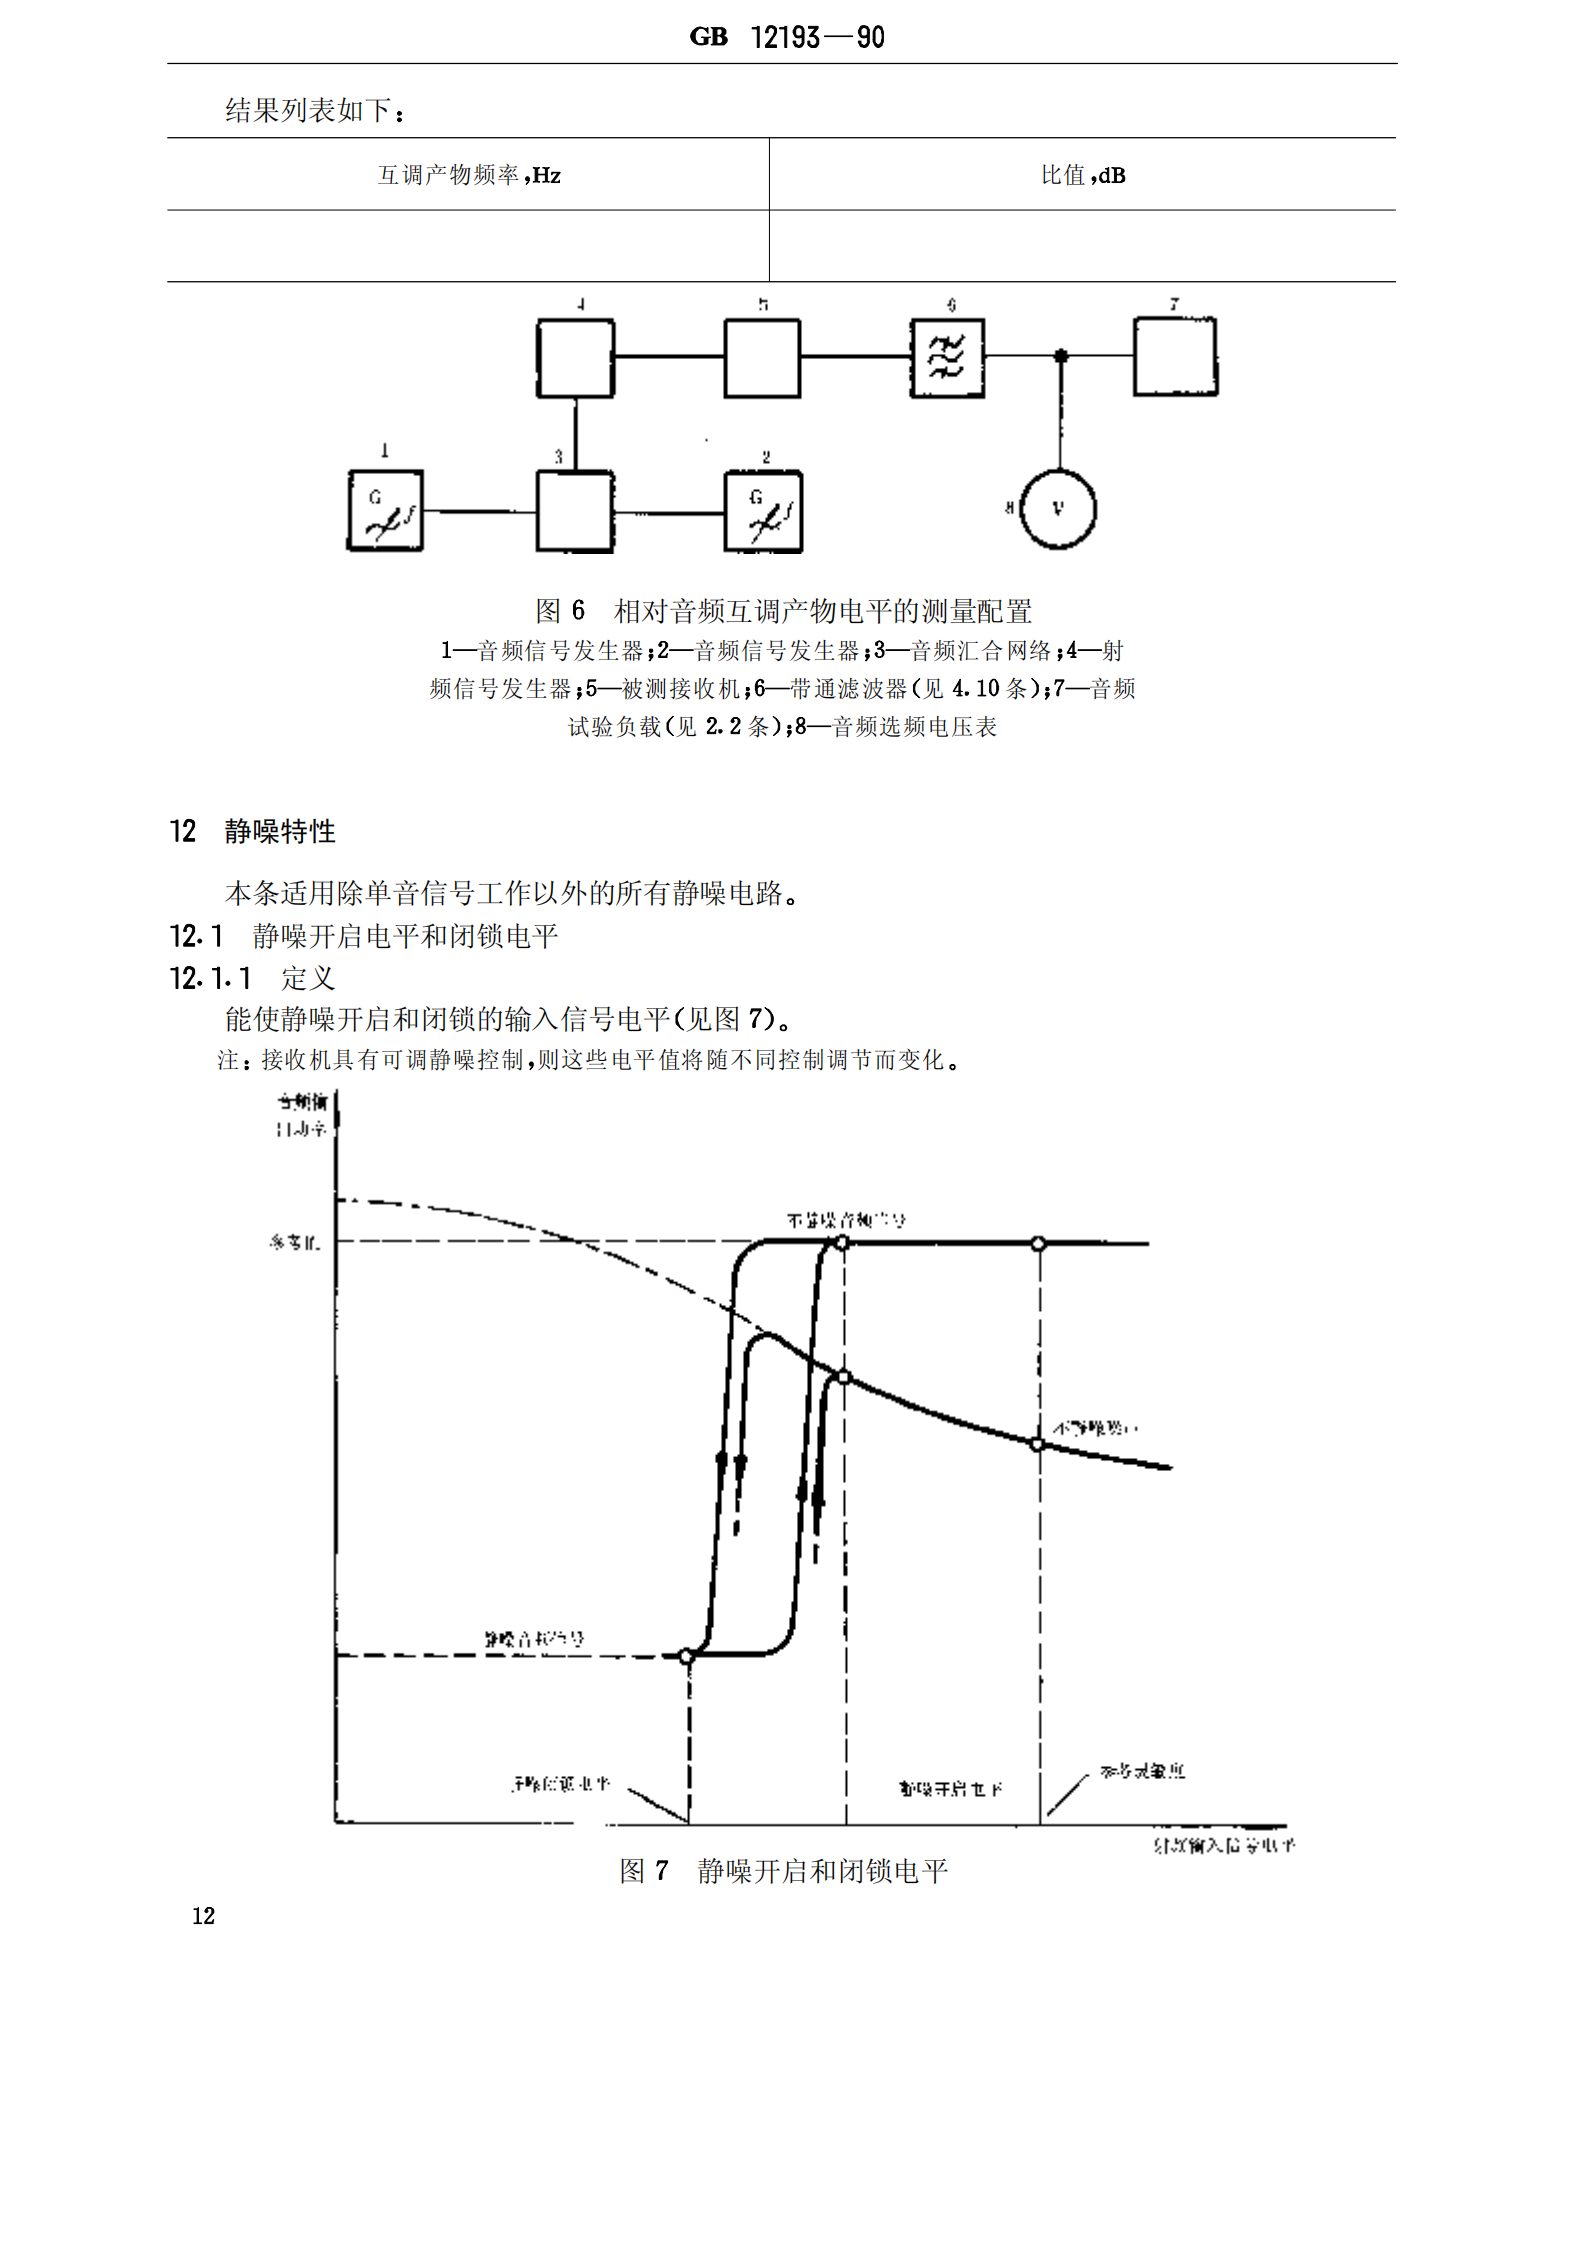 GB 12193—90
结果列表如下：
互调产物频率,Hz
比值,dB
4
5
6
7
1
3
2
G
f
G
f
8
V
图 6 相对音频互调产物电平的测量配置
1—音频信号发生器;2—音频信号发生器;3—音频汇合网络;4—射
频信号发生器;5—被测接收机;6—带通滤波器(见 4.10 条);7—音频
试验负载(见 2.2 条);8—音频选频电压表
12 静噪特性
本条适用除单音信号工作以外的所有静噪电路。
12.1 静噪开启电平和闭锁电平
12.1.1 定义
能使静噪开启和闭锁的输入信号电平(见图 7)。
注：接收机具有可调静噪控制,则这些电平值将随不同控制调节而变化。
音频输
出功率
不静噪音频信号
静噪音频信号
静噪闭锁电平
静噪开启电平
参考灵敏度
射频输入信号电平
图 7 静噪开启和闭锁电平
12